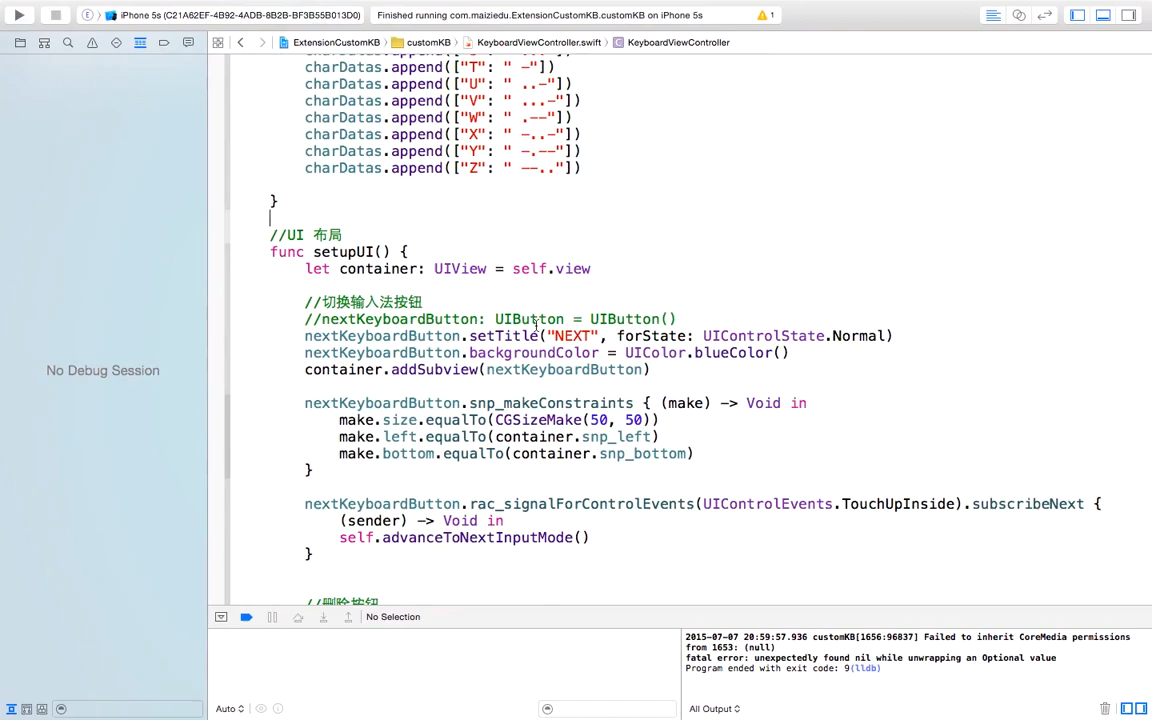 iPhone 5s (C21A62EF-4B92-4ADB-8B2B-BF3B55B013D0)
Finished running com.maiziedu.ExtensionCustomKB.customKB on iPhone 5s
1
ExtensionCustomKB
customKB
KeyboardViewController.swift
KeyboardViewController
charDatas.append(["T": " -"])
charDatas.append(["U": " ..-"])
charDatas.append(["V": " ...-"])
charDatas.append(["W": " .--"])
charDatas.append(["X": " -..-"])
charDatas.append(["Y": " -.--"])
charDatas.append(["Z": " --.."])
}
//UI 布局
func setupUI() {
let container: UIView = self.view
//切换输入法按钮
//nextKeyboardButton: UIButton = UIButton()
nextKeyboardButton.setTitle("NEXT", forState: UIControlState.Normal)
nextKeyboardButton.backgroundColor = UIColor.blueColor()
container.addSubview(nextKeyboardButton)
nextKeyboardButton.snp_makeConstraints { (make) -> Void in
make.size.equalTo(CGSizeMake(50, 50))
make.left.equalTo(container.snp_left)
make.bottom.equalTo(container.snp_bottom)
}
nextKeyboardButton.rac_signalForControlEvents(UIControlEvents.TouchUpInside).subscribeNext {
(sender) -> Void in
self.advanceToNextInputMode()
}
//删除按钮
No Debug Session
No Selection
2015-07-07 20:59:57.936 customKB[1656:96837] Failed to inherit CoreMedia permissions
from 1653: (null)
fatal error: unexpectedly found nil while unwrapping an Optional value
Program ended with exit code: 9(lldb)
Auto
All Output